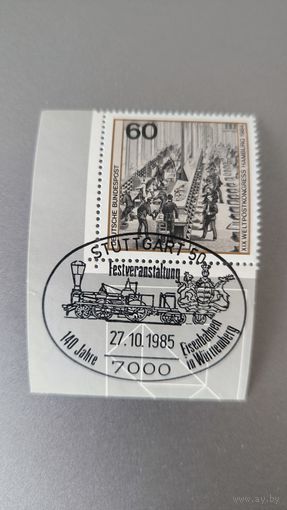 60
DEUTSCHE BUNDESPOST
XIX. WELTPOSTKONGRESS HAMBURG 1984
STUTTGART 50
Festveranstaltung
140 Jahre
Eisenbahnen
in Württemberg
27.10.1985
7000
ay.by